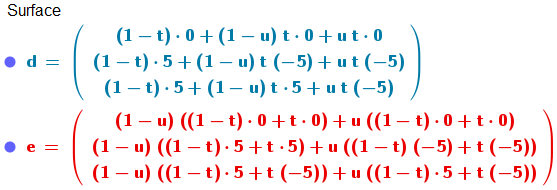 Surface
(1 − t) · 0 + (1 − u) t · 0 + u t · 0
d = (1 − t) · 5 + (1 − u) t (−5) + u t (−5)
(1 − t) · 5 + (1 − u) t · 5 + u t (−5)
(1 − u) ((1 − t) · 0 + t · 0) + u ((1 − t) · 0 + t · 0)
e = (1 − u) ((1 − t) · 5 + t · 5) + u ((1 − t) (−5) + t (−5))
(1 − u) ((1 − t) · 5 + t (−5)) + u ((1 − t) · 5 + t (−5))